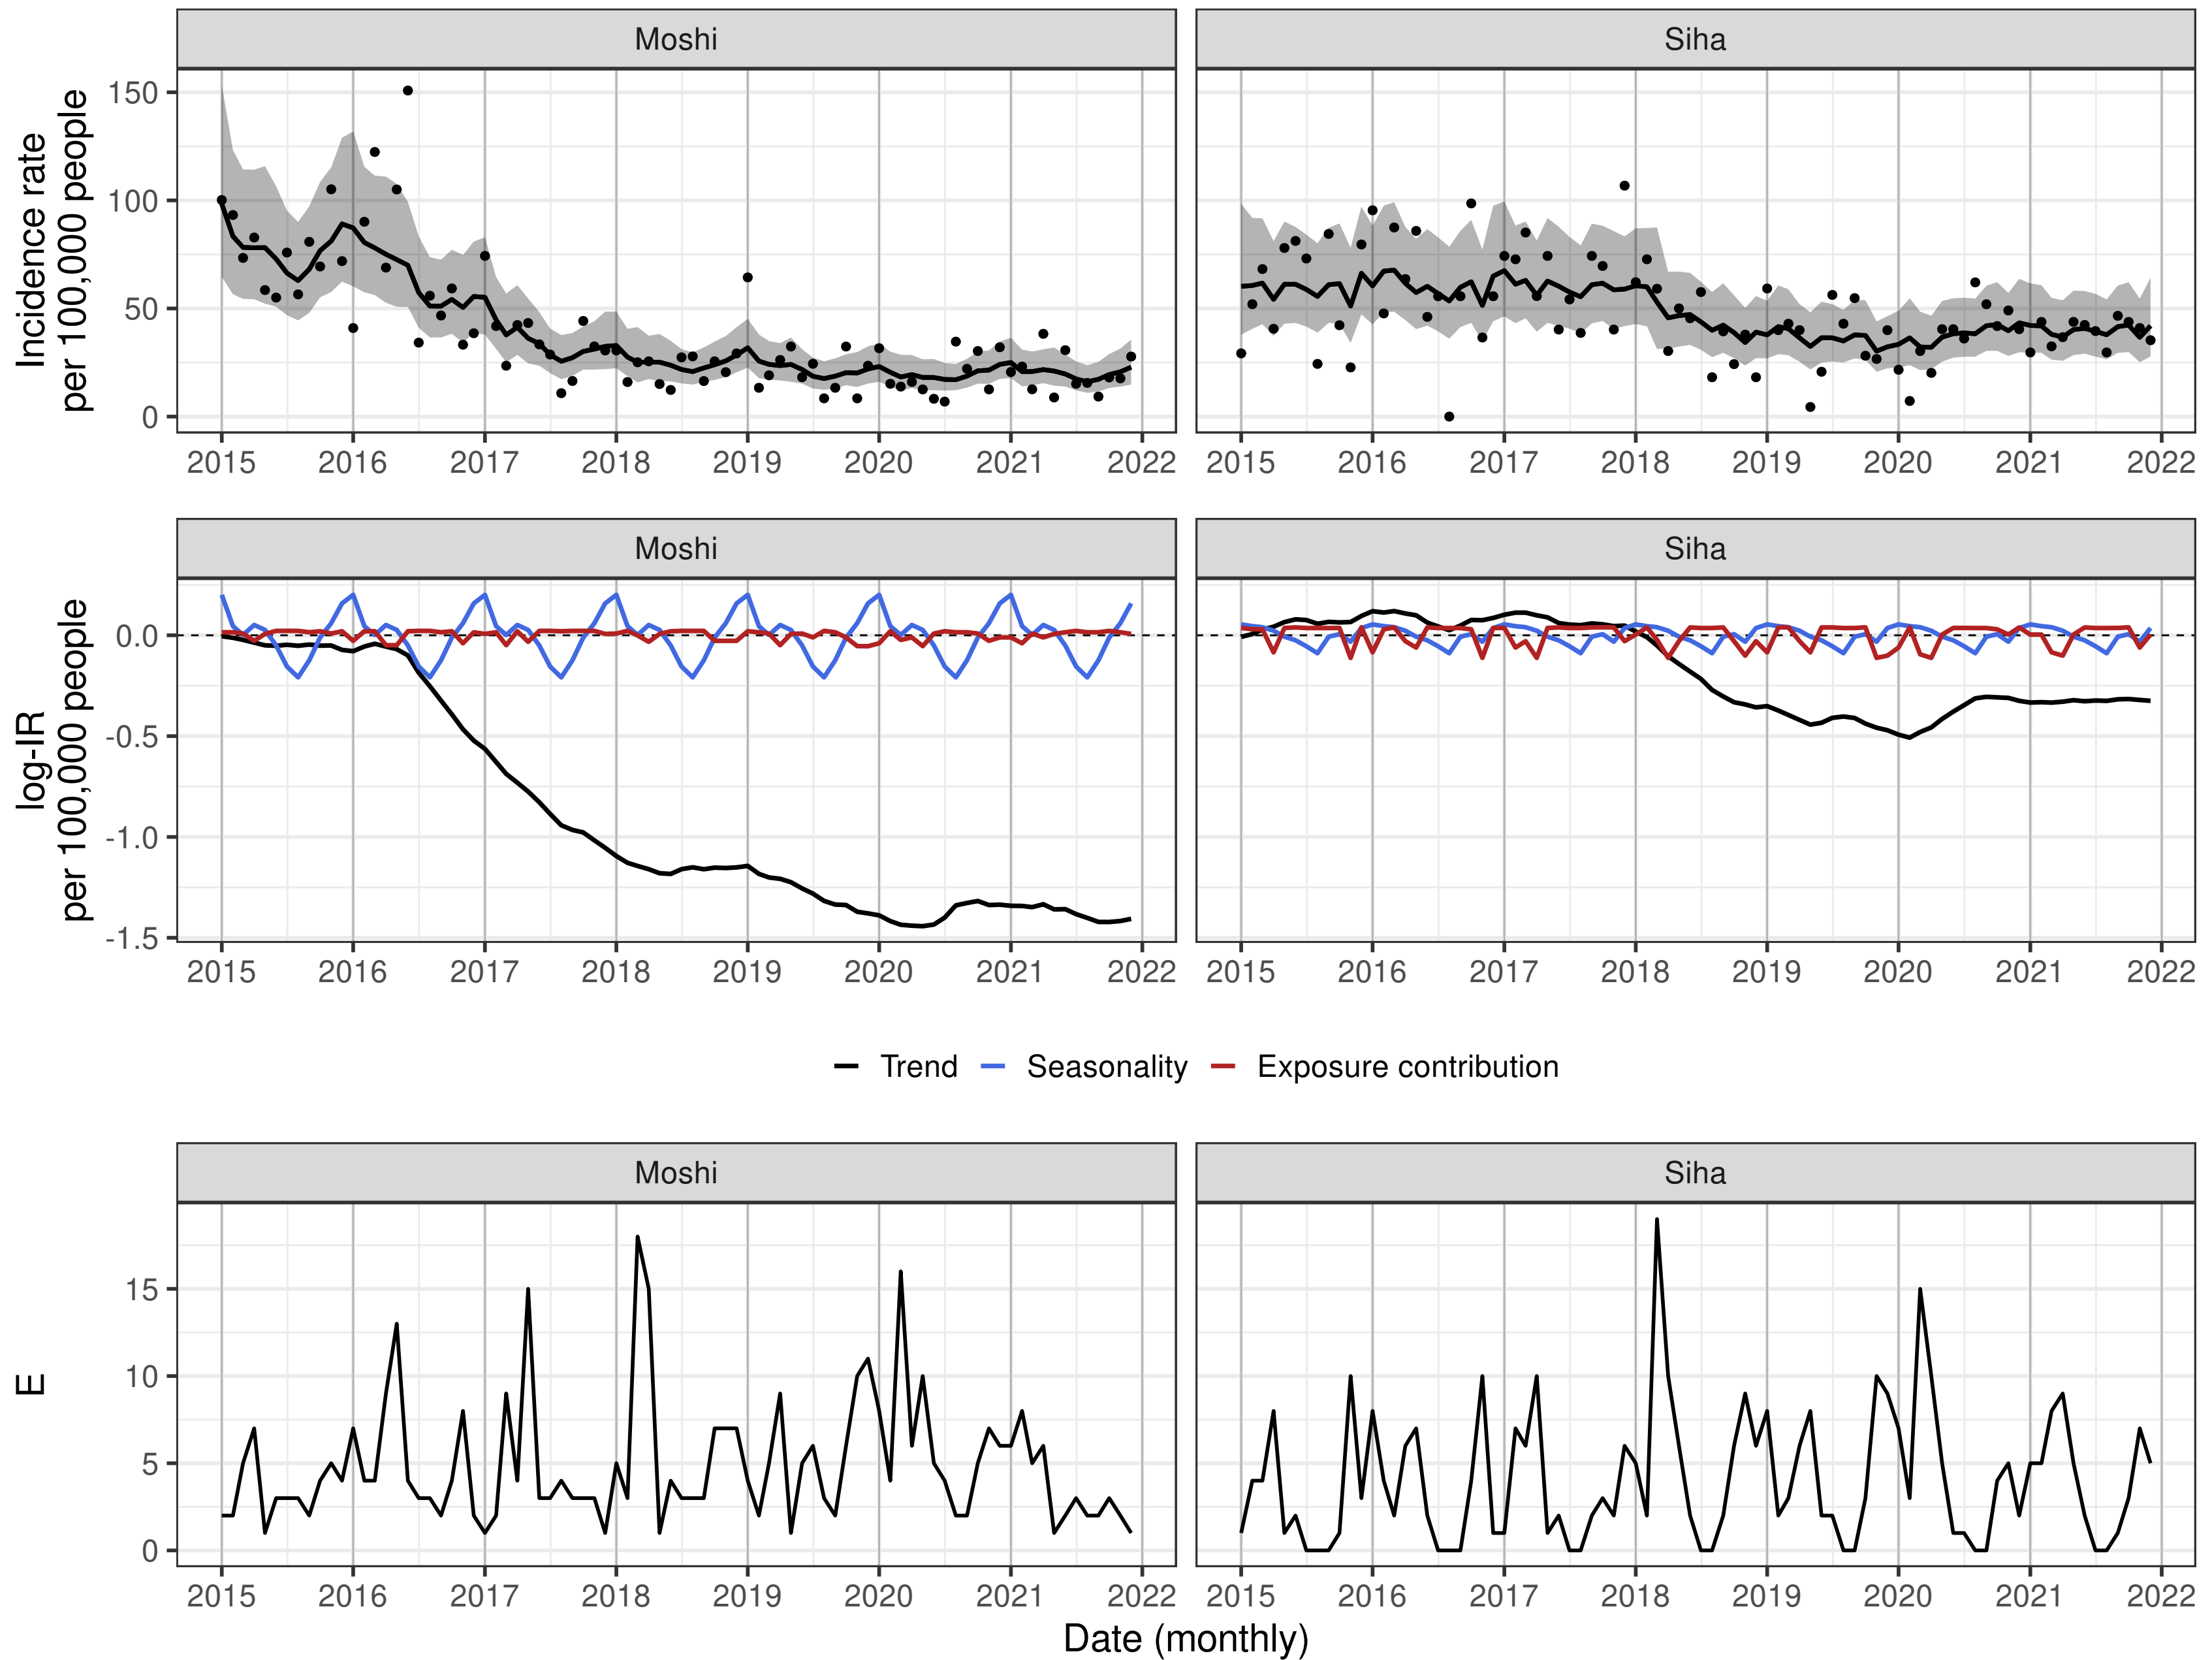 Moshi Siha
Incidence rate
per 100,000 people
150
100
50
0
2015 2016 2017 2018 2019 2020 2021 2022 2015 2016 2017 2018 2019 2020 2021 2022
Moshi Siha
log-IR
per 100,000 people
0.0
-0.5
-1.0
-1.5
2015 2016 2017 2018 2019 2020 2021 2022 2015 2016 2017 2018 2019 2020 2021 2022
Trend Seasonality Exposure contribution
Moshi Siha
E
15
10
5
0
2015 2016 2017 2018 2019 2020 2021 2022 2015 2016 2017 2018 2019 2020 2021 2022
Date (monthly)